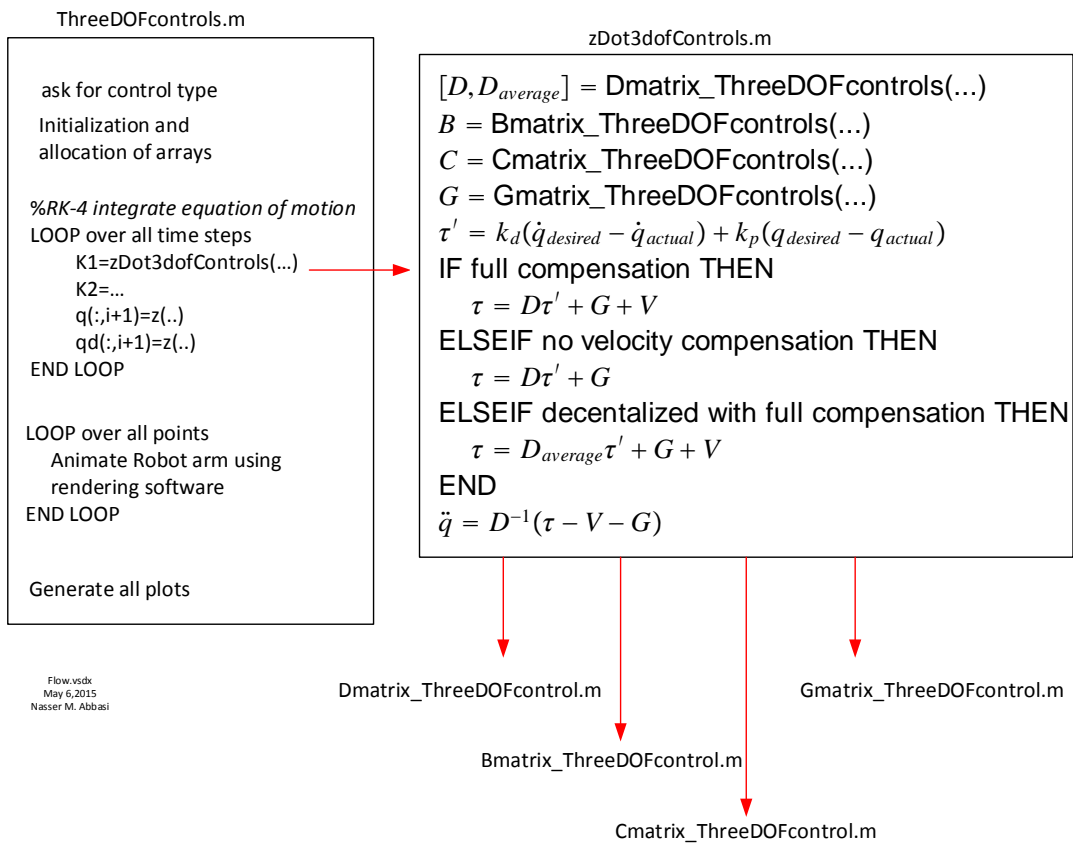 ThreeDOFcontrols.m
ask for control type
Initialization and
allocation of arrays
%RK-4 integrate equation of motion
LOOP over all time steps
K1=zDot3dofControls(...)
K2=...
q(:,i+1)=z(..)
qd(:,i+1)=z(..)
END LOOP
LOOP over all points
Animate Robot arm using
rendering software
END LOOP
Generate all plots
zDot3dofControls.m
[D, D_average] = Dmatrix_ThreeDOFcontrols(...)
B = Bmatrix_ThreeDOFcontrols(...)
C = Cmatrix_ThreeDOFcontrols(...)
G = Gmatrix_ThreeDOFcontrols(...)
τ′ = k_d(q̇_desired − q̇_actual) + k_p(q_desired − q_actual)
IF full compensation THEN
τ = Dτ′ + G + V
ELSEIF no velocity compensation THEN
τ = Dτ′ + G
ELSEIF decentalized with full compensation THEN
τ = D_averageτ′ + G + V
END
q̈ = D⁻¹(τ − V − G)
Flow.vsdx
May 6,2015
Nasser M. Abbasi
Dmatrix_ThreeDOFcontrol.m
Gmatrix_ThreeDOFcontrol.m
Bmatrix_ThreeDOFcontrol.m
Cmatrix_ThreeDOFcontrol.m